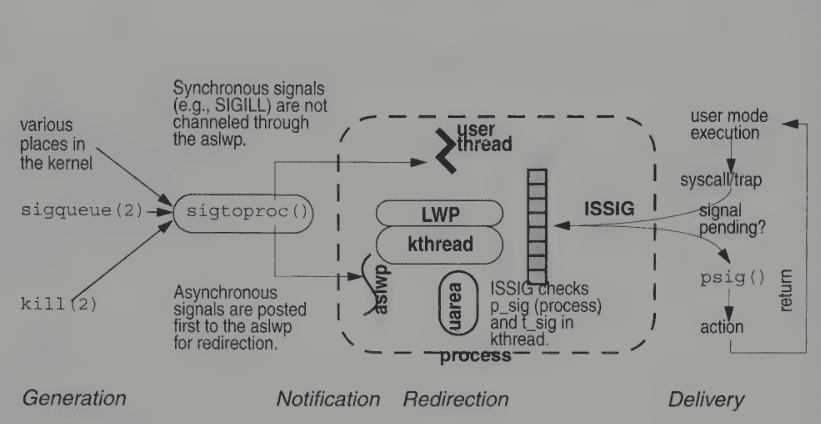 Synchronous signals
(e.g., SIGILL) are not
channeled through
the aslwp.
various
places in
the kernel
sigqueue(2)
kill(2)
sigtoproc()
Asynchronous
signals are posted
first to the aslwp
for redirection.
user
thread
LWP
kthread
aslwp
uarea
ISSIG checks
p_sig (process)
and t_sig in
kthread.
process
ISSIG
user mode
execution
syscall/trap
signal
pending?
psig()
action
return
Generation
Notification
Redirection
Delivery